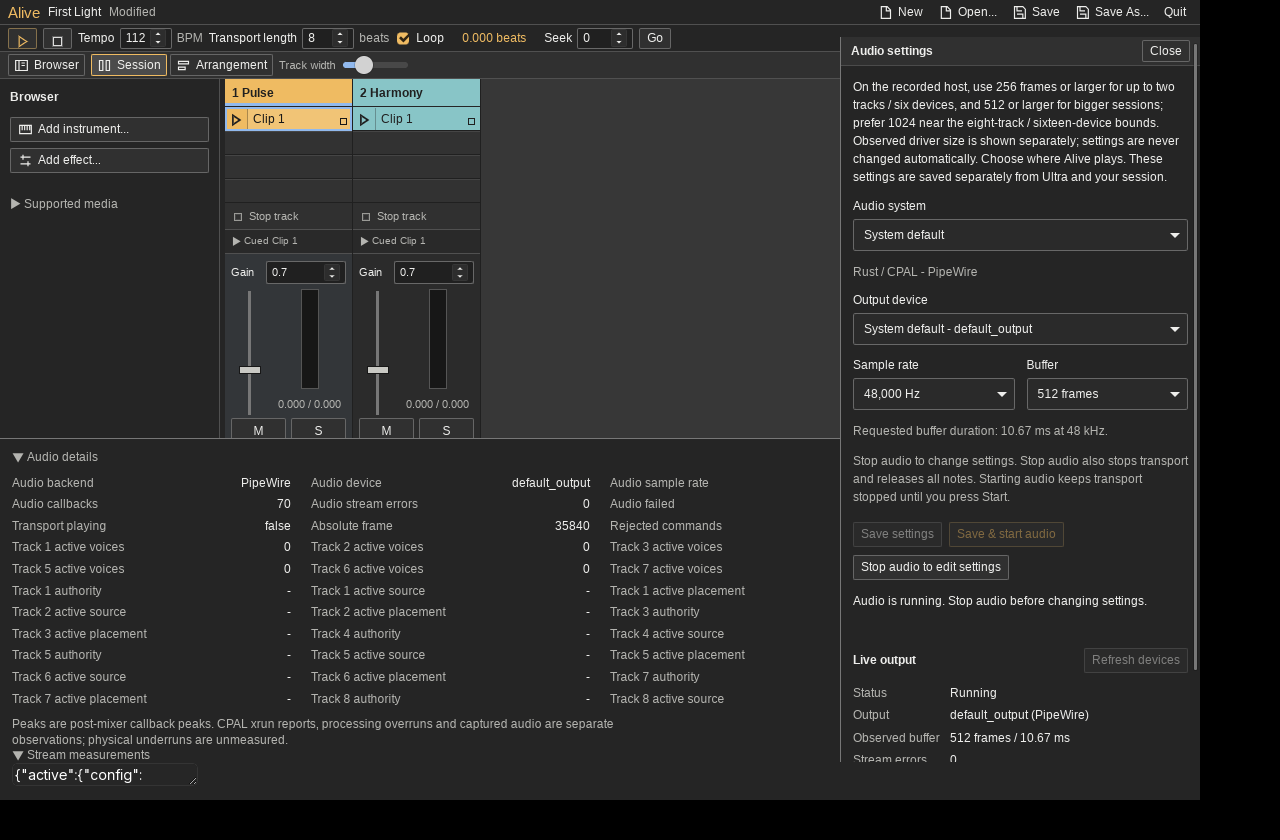 Alive First Light Modified New Open... Save Save As... Quit
Tempo 112 BPM Transport length 8 beats Loop 0.000 beats Seek 0 Go
Browser Session Arrangement Track width
Browser
Add instrument...
Add effect...
Supported media
1 Pulse 2 Harmony
Clip 1 Clip 1
Stop track Stop track
Cued Clip 1 Cued Clip 1
Gain 0.7 Gain 0.7
0.000 / 0.000 0.000 / 0.000
M S M S
Audio settings Close
On the recorded host, use 256 frames or larger for up to two
tracks / six devices, and 512 or larger for bigger sessions;
prefer 1024 near the eight-track / sixteen-device bounds.
Observed driver size is shown separately; settings are never
changed automatically. Choose where Alive plays. These
settings are saved separately from Ultra and your session.
Audio system
System default
Rust / CPAL - PipeWire
Output device
System default - default_output
Sample rate Buffer
48,000 Hz 512 frames
Requested buffer duration: 10.67 ms at 48 kHz.
Stop audio to change settings. Stop audio also stops transport
and releases all notes. Starting audio keeps transport
stopped until you press Start.
Save settings Save & start audio
Stop audio to edit settings
Audio is running. Stop audio before changing settings.
Live output Refresh devices
Status Running
Output default_output (PipeWire)
Observed buffer 512 frames / 10.67 ms
Stream errors 0
Audio details
Audio backend PipeWire Audio device default_output Audio sample rate
Audio callbacks 70 Audio stream errors 0 Audio failed
Transport playing false Absolute frame 35840 Rejected commands
Track 1 active voices 0 Track 2 active voices 0 Track 3 active voices
Track 5 active voices 0 Track 6 active voices 0 Track 7 active voices
Track 1 authority - Track 1 active source - Track 1 active placement
Track 2 active source - Track 2 active placement - Track 3 authority
Track 3 active placement - Track 4 authority - Track 4 active source
Track 5 authority - Track 5 active source - Track 5 active placement
Track 6 active source - Track 6 active placement - Track 7 authority
Track 7 active placement - Track 8 authority - Track 8 active source
Peaks are post-mixer callback peaks. CPAL xrun reports, processing overruns and captured audio are separate
observations; physical underruns are unmeasured.
Stream measurements
{"active":{"config":